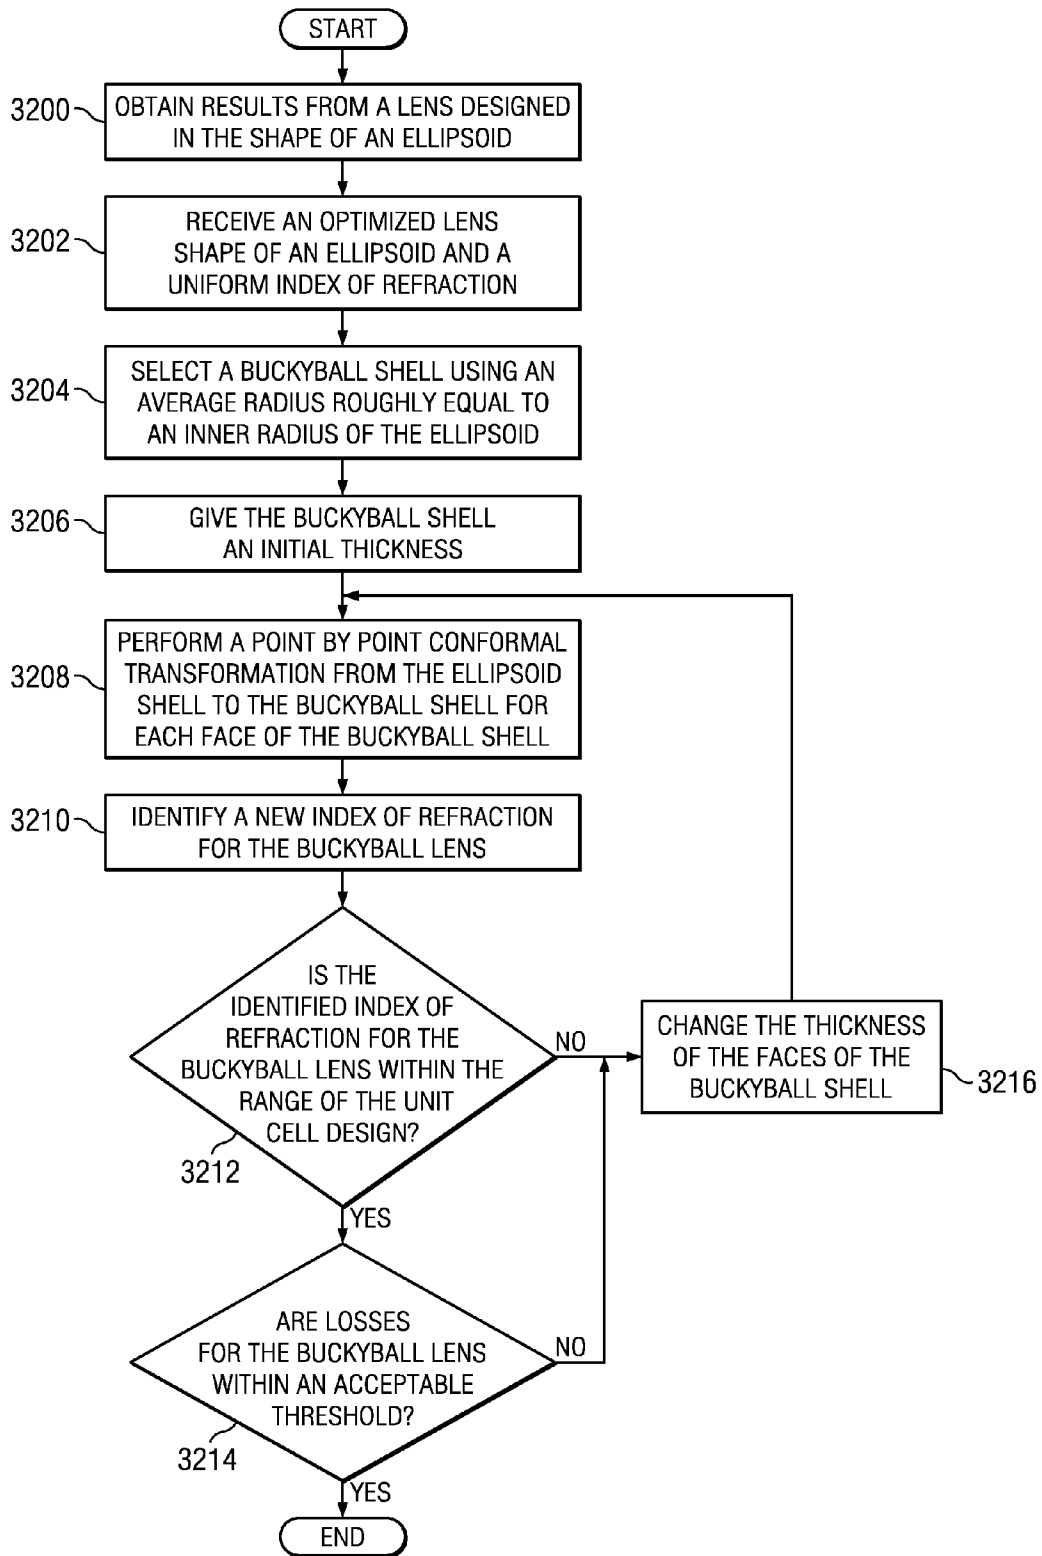 START
3200
OBTAIN RESULTS FROM A LENS DESIGNED
IN THE SHAPE OF AN ELLIPSOID
3202
RECEIVE AN OPTIMIZED LENS
SHAPE OF AN ELLIPSOID AND A
UNIFORM INDEX OF REFRACTION
3204
SELECT A BUCKYBALL SHELL USING AN
AVERAGE RADIUS ROUGHLY EQUAL TO
AN INNER RADIUS OF THE ELLIPSOID
3206
GIVE THE BUCKYBALL SHELL
AN INITIAL THICKNESS
3208
PERFORM A POINT BY POINT CONFORMAL
TRANSFORMATION FROM THE ELLIPSOID
SHELL TO THE BUCKYBALL SHELL FOR
EACH FACE OF THE BUCKYBALL SHELL
3210
IDENTIFY A NEW INDEX OF REFRACTION
FOR THE BUCKYBALL LENS
IS THE
IDENTIFIED INDEX OF
REFRACTION FOR THE
BUCKYBALL LENS WITHIN THE
RANGE OF THE UNIT
CELL DESIGN?
3212
NO
CHANGE THE THICKNESS
OF THE FACES OF THE
BUCKYBALL SHELL
3216
YES
ARE LOSSES
FOR THE BUCKYBALL LENS
WITHIN AN ACCEPTABLE
THRESHOLD?
3214
NO
YES
END